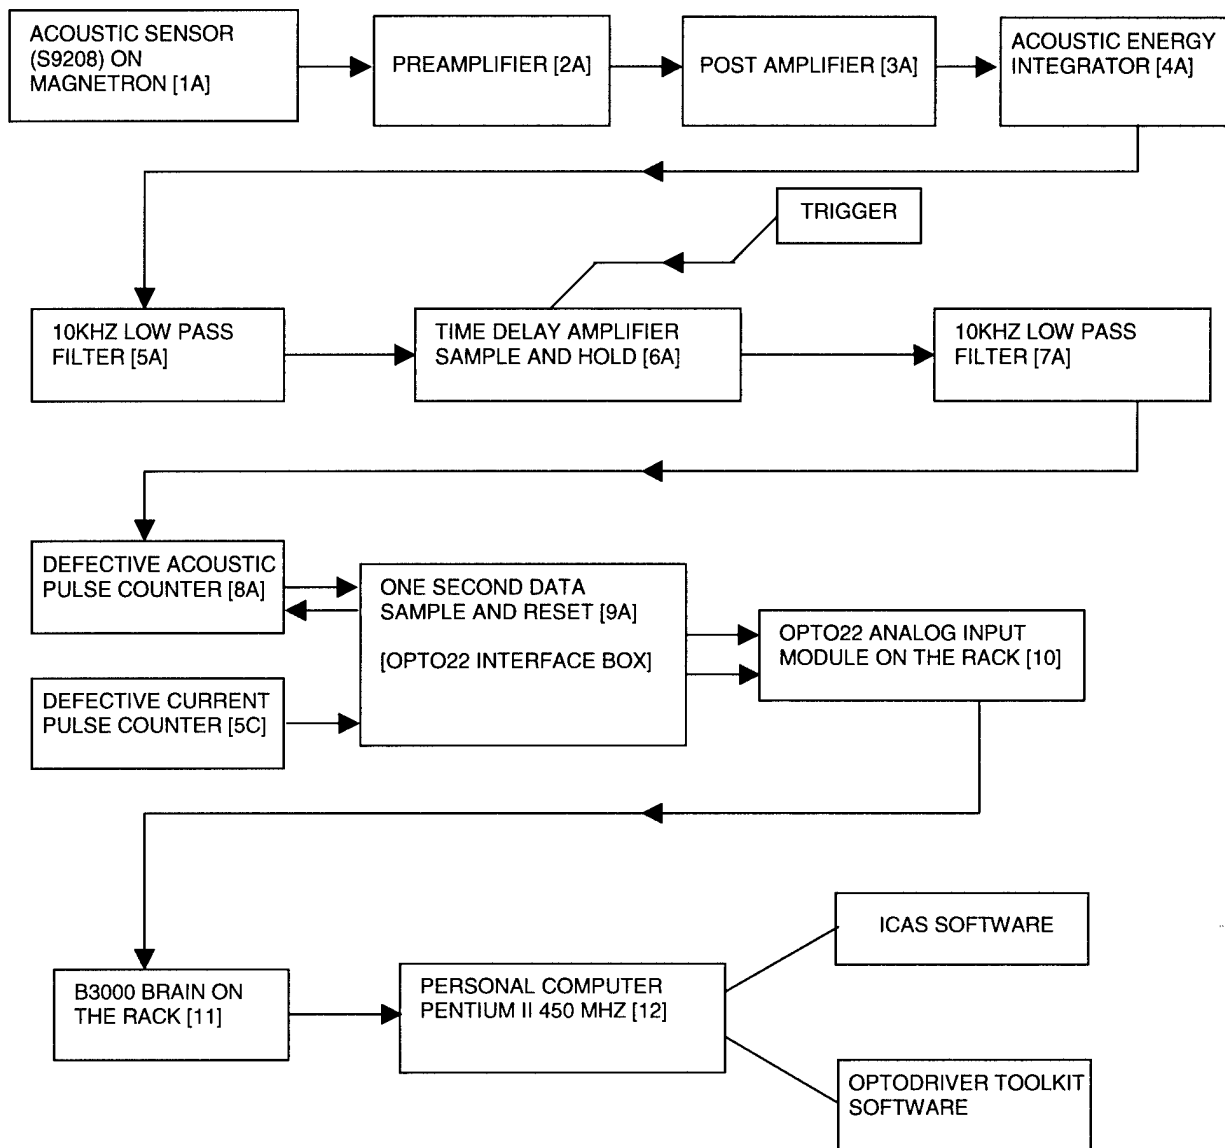 ACOUSTIC SENSOR
(S9208) ON
MAGNETRON [1A]
PREAMPLIFIER [2A]
POST AMPLIFIER [3A]
ACOUSTIC ENERGY
INTEGRATOR [4A]
TRIGGER
10KHZ LOW PASS
FILTER [5A]
TIME DELAY AMPLIFIER
SAMPLE AND HOLD [6A]
10KHZ LOW PASS
FILTER [7A]
DEFECTIVE ACOUSTIC
PULSE COUNTER [8A]
ONE SECOND DATA
SAMPLE AND RESET [9A]
[OPTO22 INTERFACE BOX]
OPTO22 ANALOG INPUT
MODULE ON THE RACK [10]
DEFECTIVE CURRENT
PULSE COUNTER [5C]
ICAS SOFTWARE
B3000 BRAIN ON
THE RACK [11]
PERSONAL COMPUTER
PENTIUM II 450 MHZ [12]
OPTODRIVER TOOLKIT
SOFTWARE